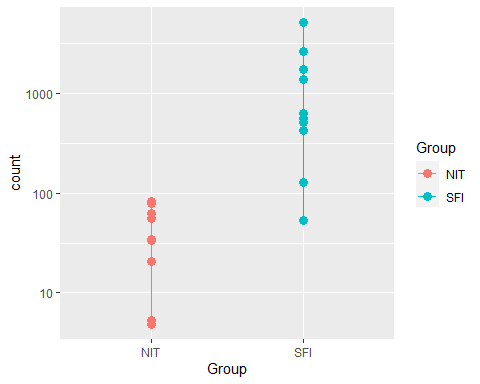 1000
100
10
count
NIT
SFI
Group
Group
NIT
SFI